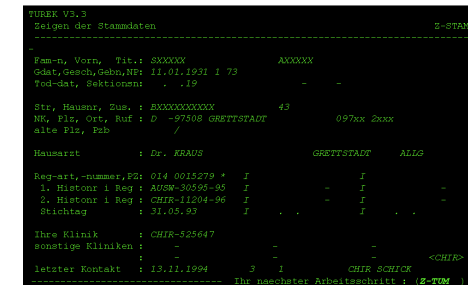 TUREK V3.3
Zeigen der Stammdaten Z-STAM
Fam-n, Vorn, Tit.: SXXXXX AXXXXX
Gdat,Gesch,Gebn,NP: 11.01.1931 1 73
Tod-dat, Sektionsn: . .19 - -
Str, Hausnr, Zus. : BXXXXXXXXXX 43
NK, Plz, Ort, Ruf : D -97508 GRETTSTADT 097xx 2xxx
alte Plz, Pzb /
Hausarzt : Dr. KRAUS GRETTSTADT ALLG
Reg-art,-nummer,PZ: 014 0015279 * I I
1. Histonr i Reg : AUSW-30595-95 I - I -
2. Histonr i Reg : CHIR-11204-96 I - I -
Stichtag : 31.05.93 I . . I . .
Ihre Klinik : CHIR-525647
sonstige Kliniken : - - -
: - - - <CHIR>
letzter Kontakt : 13.11.1994 3 1 CHIR SCHICK
Ihr naechster Arbeitsschritt : (Z-TUM )